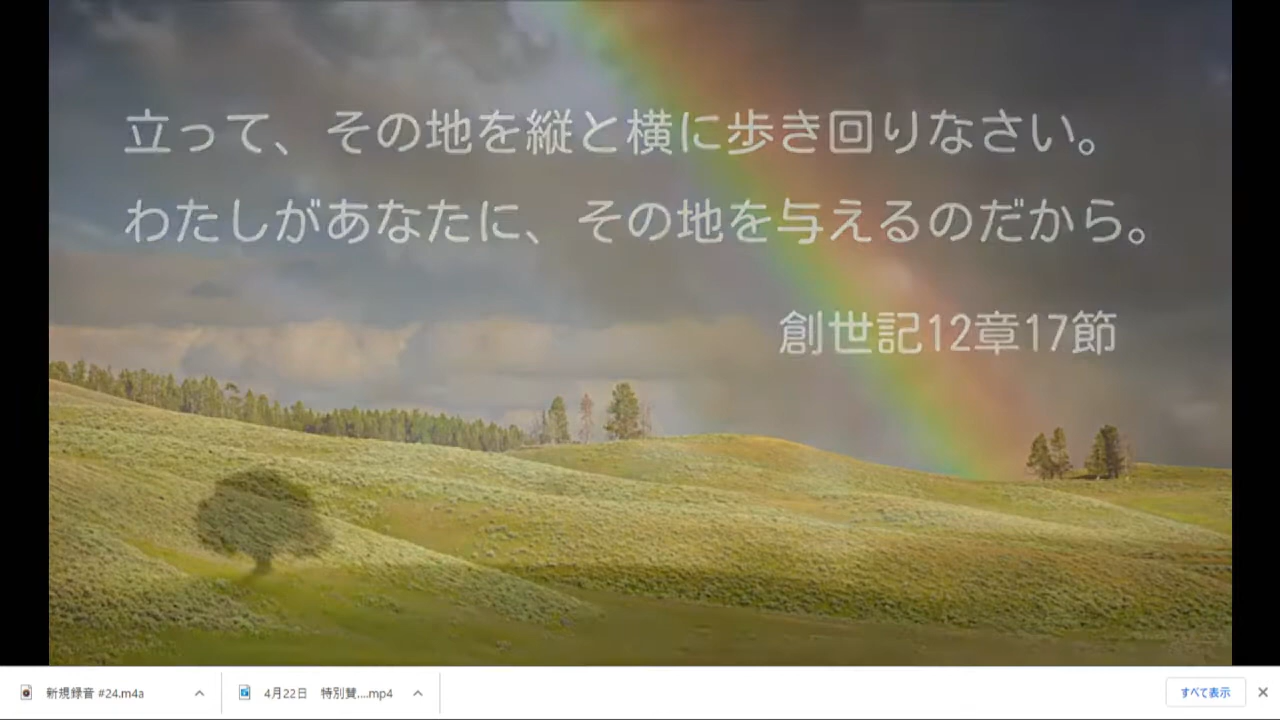 立って、その地を縦と横に歩き回りなさい。
わたしがあなたに、その地を与えるのだから。
創世記12章17節
新規録音 #24.m4a
4月22日 特別賛....mp4
すべて表示